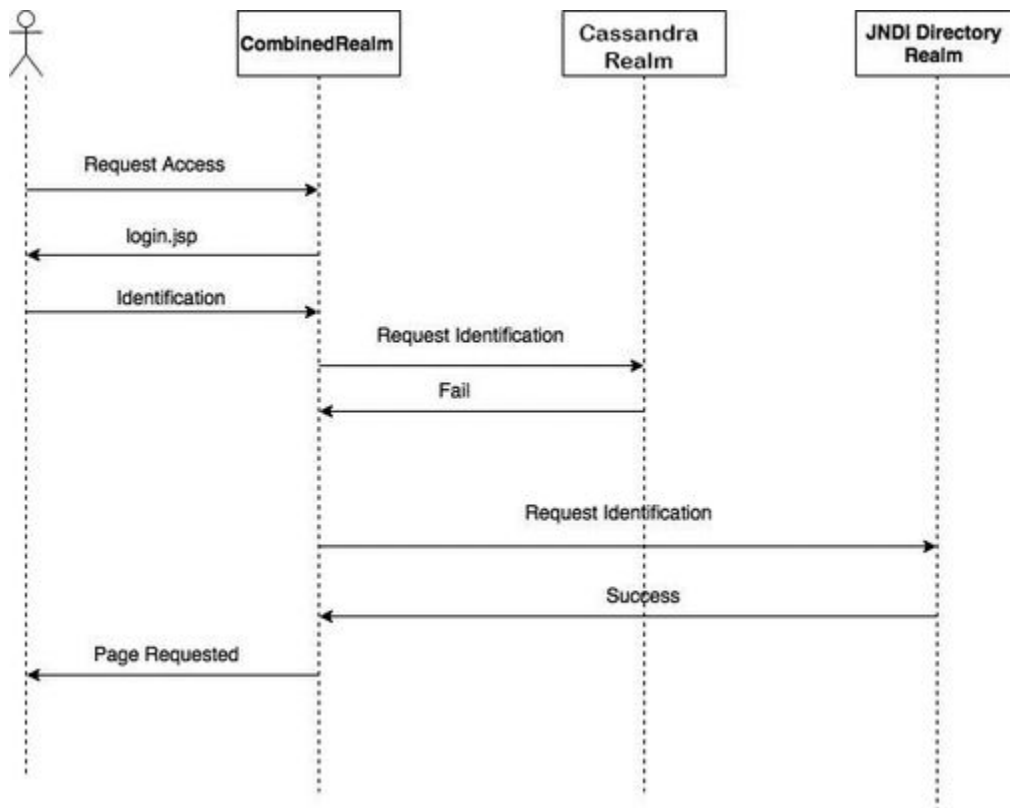 CombinedRealm
Cassandra
Realm
JNDI Directory
Realm
Request Access
login.jsp
Identification
Request Identification
Fail
Request Identification
Success
Page Requested